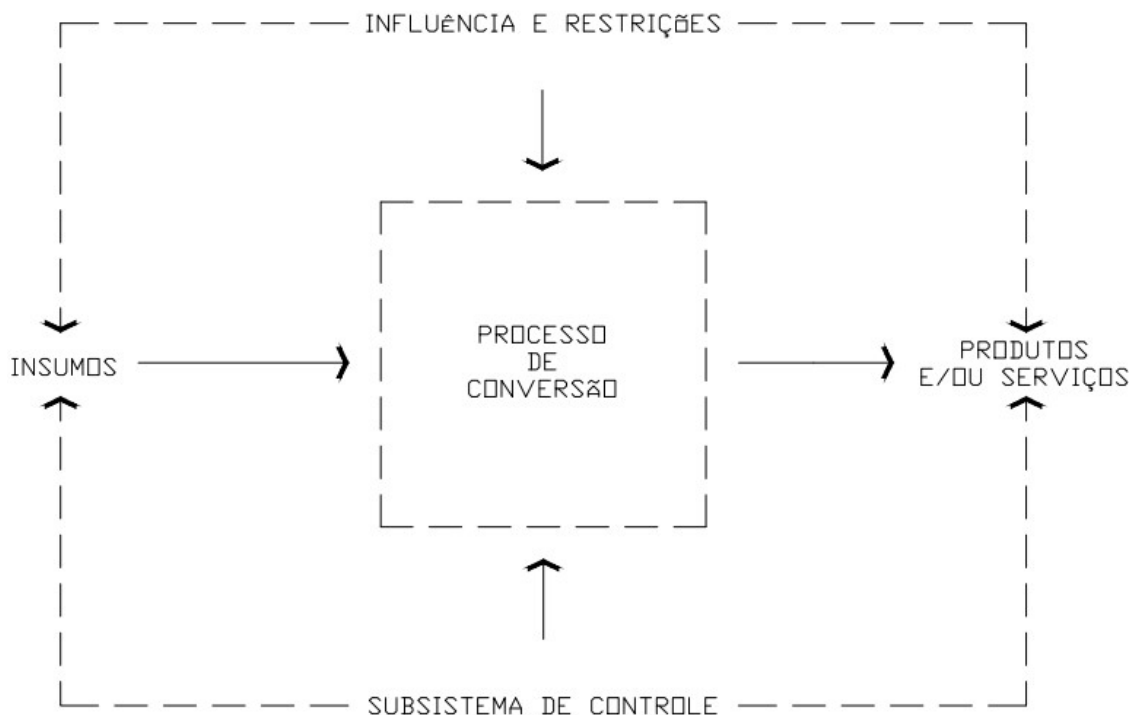 INFLUÊNCIA E RESTRIÇÕES
INSUMOS
PROCESSO
DE
CONVERSÃO
PRODUTOS
E/OU SERVIÇOS
SUBSISTEMA DE CONTROLE